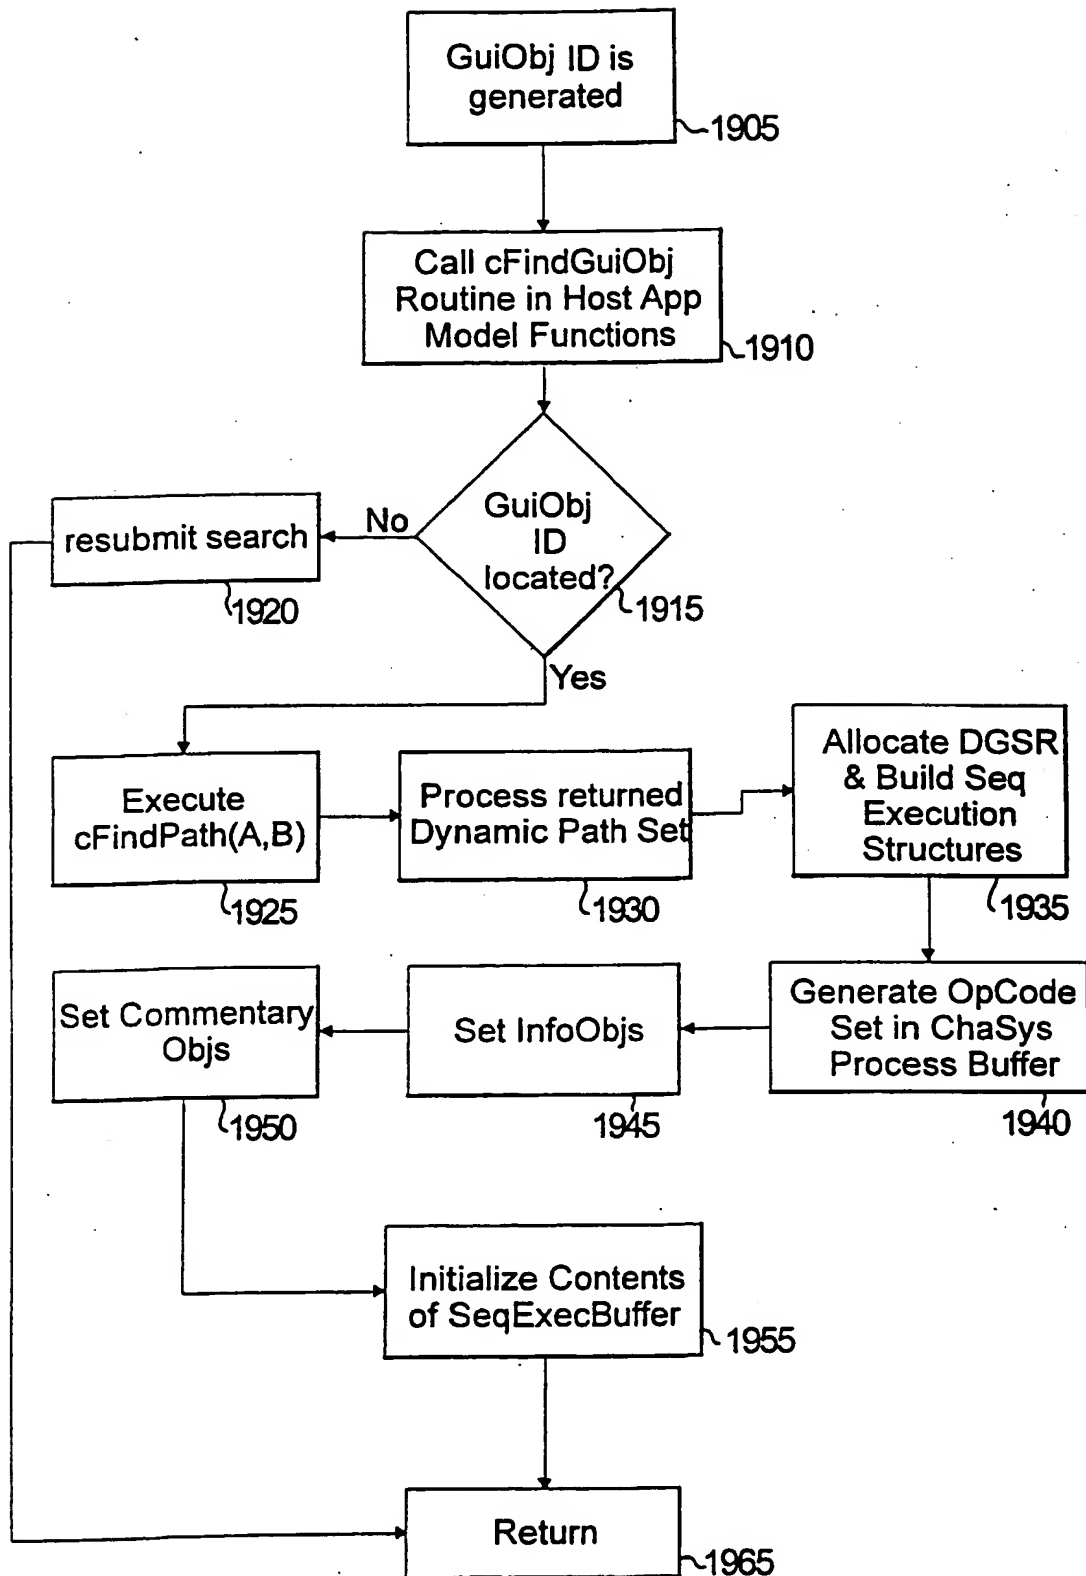 GuiObj ID is
generated
1905
Call cFindGuiObj
Routine in Host App
Model Functions
1910
GuiObj
ID
located?
1915
No
resubmit search
1920
Yes
Execute
cFindPath(A,B)
1925
Process returned
Dynamic Path Set
1930
Allocate DGSR
& Build Seq
Execution
Structures
1935
Generate OpCode
Set in ChaSys
Process Buffer
1940
Set InfoObjs
1945
Set Commentary
Objs
1950
Initialize Contents
of SeqExecBuffer
1955
Return
1965